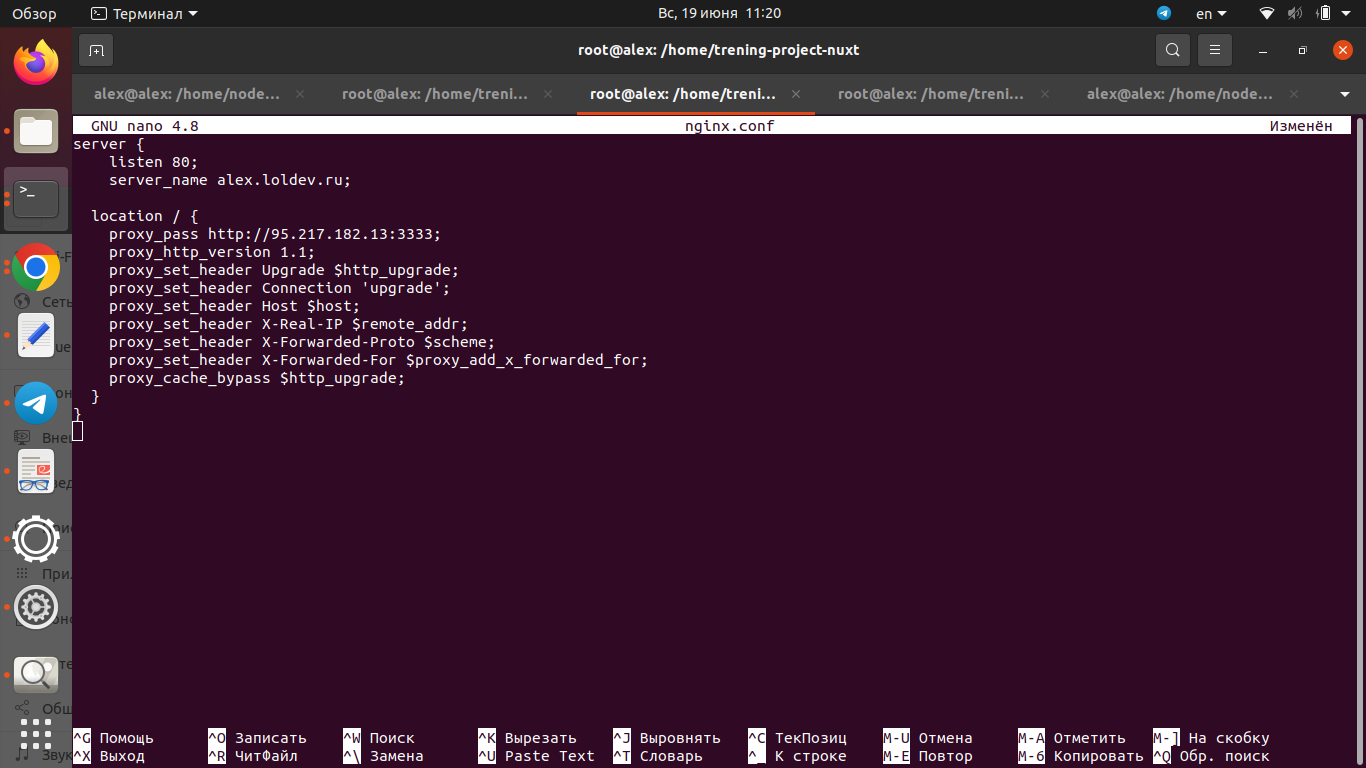 Обзор Терминал Вс, 19 июня 11:20 en
root@alex: /home/trening-project-nuxt
alex@alex: /home/node... root@alex: /home/treni... root@alex: /home/treni... root@alex: /home/treni... alex@alex: /home/node...
GNU nano 4.8 nginx.conf Изменён
server {
listen 80;
server_name alex.loldev.ru;
location / {
proxy_pass http://95.217.182.13:3333;
proxy_http_version 1.1;
proxy_set_header Upgrade $http_upgrade;
proxy_set_header Connection 'upgrade';
proxy_set_header Host $host;
proxy_set_header X-Real-IP $remote_addr;
proxy_set_header X-Forwarded-Proto $scheme;
proxy_set_header X-Forwarded-For $proxy_add_x_forwarded_for;
proxy_cache_bypass $http_upgrade;
}
}
^G Помощь ^O Записать ^W Поиск ^K Вырезать ^J Выровнять ^C ТекПозиц M-U Отмена M-A Отметить M-] На скобку
^X Выход ^R ЧитФайл ^\ Замена ^U Paste Text ^T Словарь ^_ К строке M-E Повтор M-6 Копировать ^Q Обр. поиск